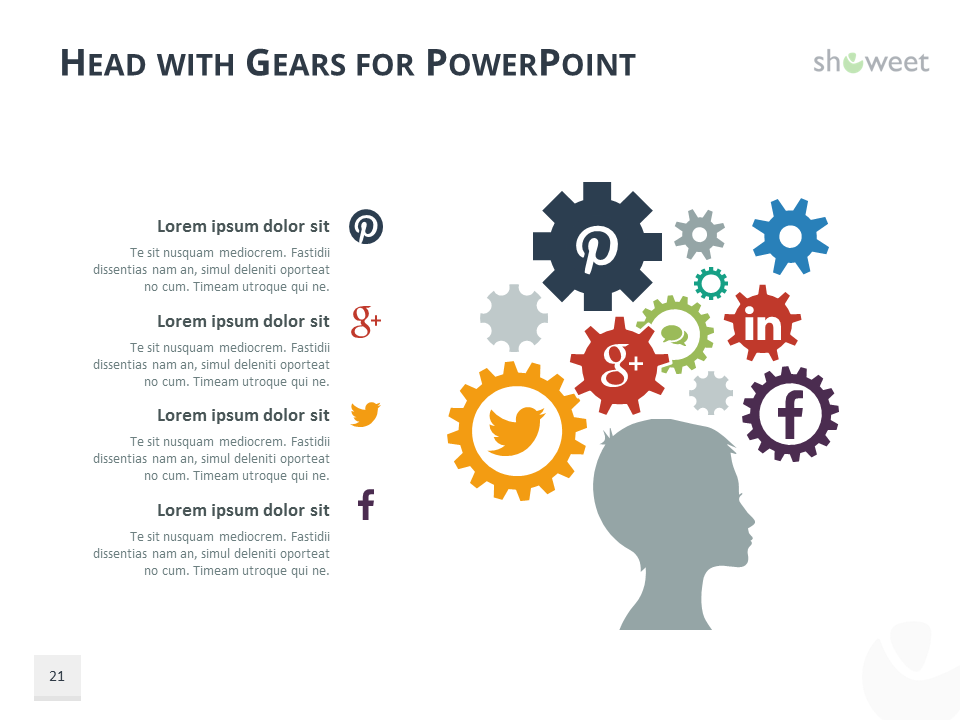 HEAD WITH GEARS FOR POWERPOINT
showeet
Lorem ipsum dolor sit
Te sit nusquam mediocrem. Fastidii
dissentias nam an, simul deleniti oporteat
no cum. Timeam utroque qui ne.
Lorem ipsum dolor sit
Te sit nusquam mediocrem. Fastidii
dissentias nam an, simul deleniti oporteat
no cum. Timeam utroque qui ne.
Lorem ipsum dolor sit
Te sit nusquam mediocrem. Fastidii
dissentias nam an, simul deleniti oporteat
no cum. Timeam utroque qui ne.
Lorem ipsum dolor sit
Te sit nusquam mediocrem. Fastidii
dissentias nam an, simul deleniti oporteat
no cum. Timeam utroque qui ne.
g+
f
in
g+
f
21